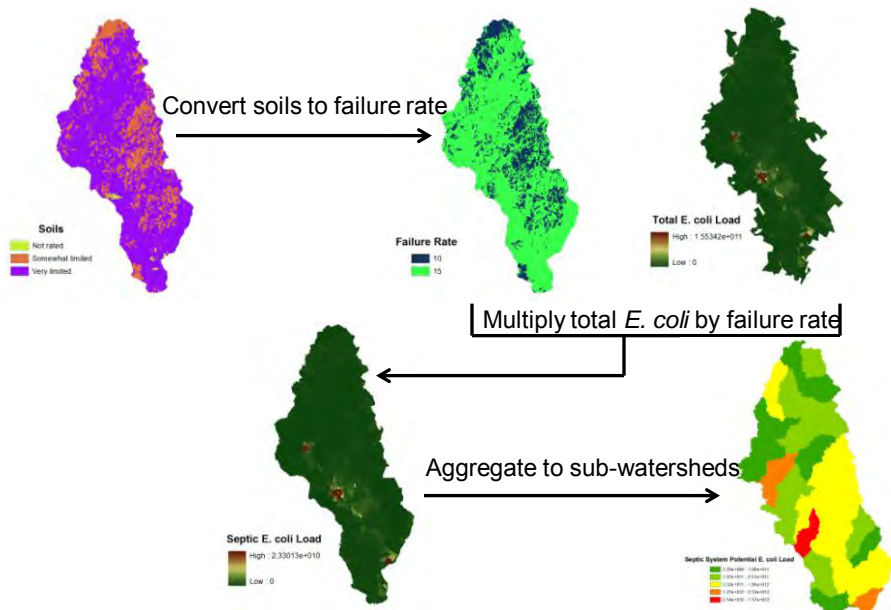 Convert soils to failure rate
Soils
Not rated
Somewhat limited
Very limited
Failure Rate
10
15
Total E. coli Load
High : 1.55342e+011
Low : 0
Multiply total E. coli by failure rate
Septic E. coli Load
High : 2.33013e+010
Low : 0
Aggregate to sub-watersheds
Septic System Potential E. coli Load